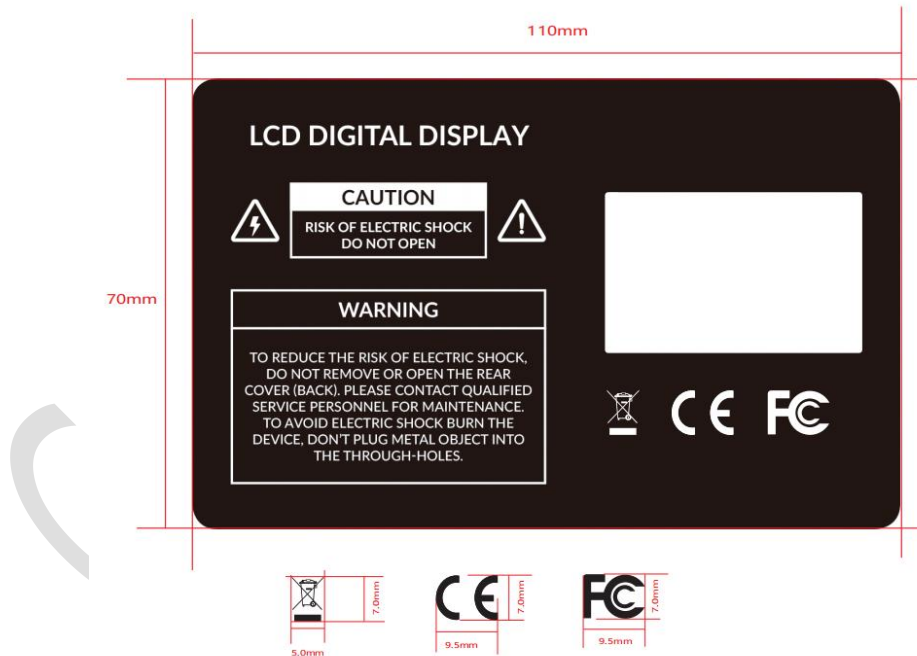 110mm
LCD DIGITAL DISPLAY
CAUTION
RISK OF ELECTRIC SHOCK
DO NOT OPEN
70mm
WARNING
TO REDUCE THE RISK OF ELECTRIC SHOCK,
DO NOT REMOVE OR OPEN THE REAR
COVER (BACK). PLEASE CONTACT QUALIFIED
SERVICE PERSONNEL FOR MAINTENANCE.
TO AVOID ELECTRIC SHOCK BURN THE
DEVICE, DON'T PLUG METAL OBJECT INTO
THE THROUGH-HOLES.
CE FC
7.0mm
CE
7.0mm
FC
7.0mm
5.0mm
9.5mm
9.5mm